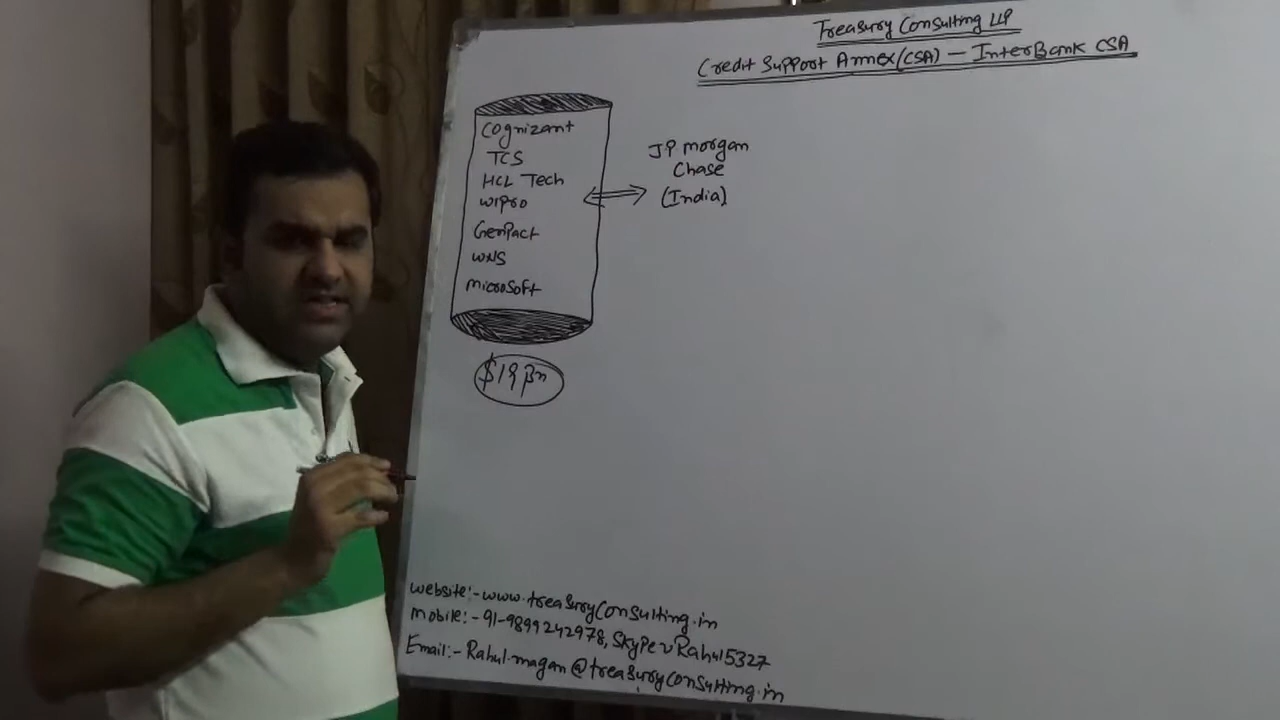 Treasury Consulting LLP
Credit Support Annex (CSA) - InterBank CSA
Cognizant
TCS
HCL Tech
Wipro
GenPact
WNS
Microsoft
JP morgan
Chase
(India)
$19 Bn
Website:- www.treasuryconsulting.in
Mobile:- 91-9899242978, Skype Rahul5327
Email:- Rahul.magan@treasuryconsulting.in